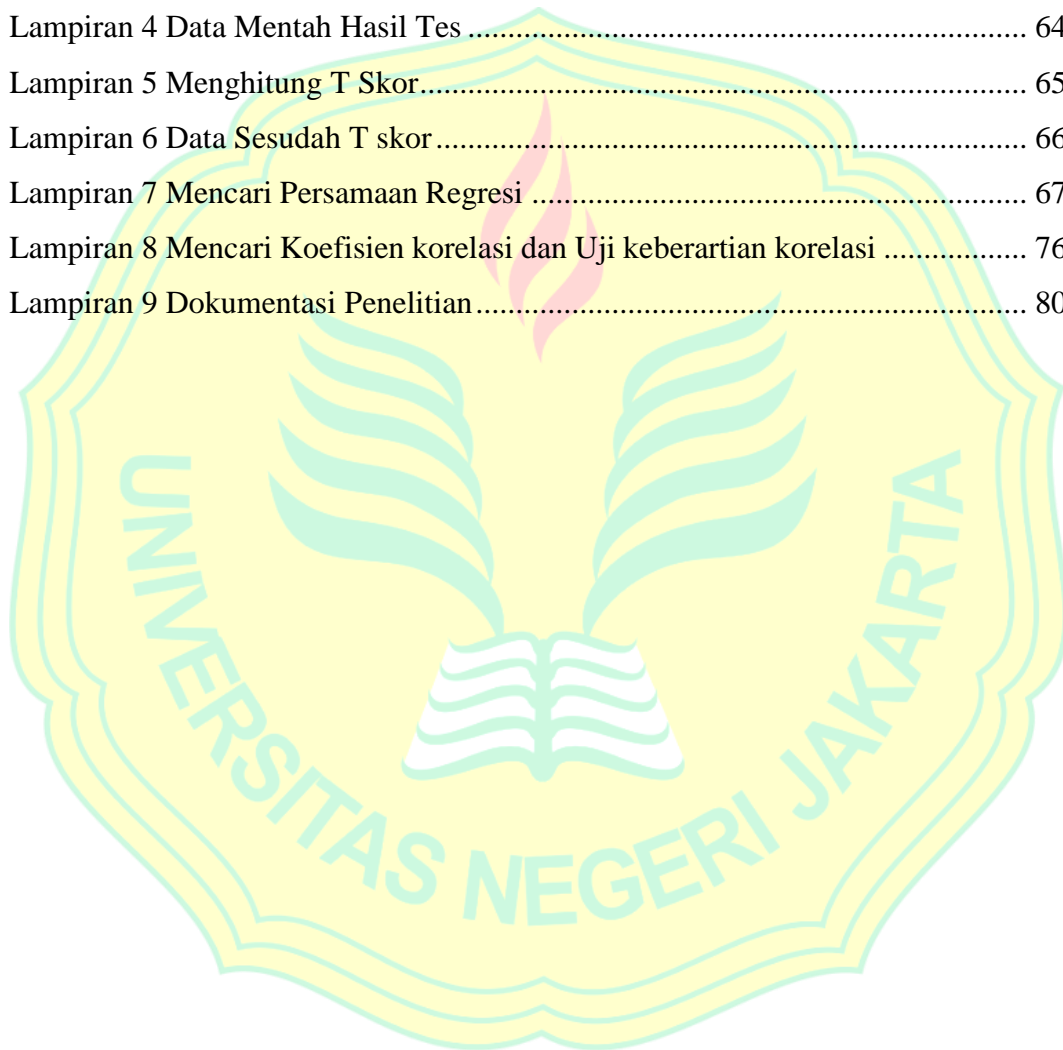 Lampiran 4 Data Mentah Hasil Tes ........................................................................ 64
Lampiran 5 Menghitung T Skor.............................................................................. 65
Lampiran 6 Data Sesudah T skor ............................................................................ 66
Lampiran 7 Mencari Persamaan Regresi ................................................................ 67
Lampiran 8 Mencari Koefisien korelasi dan Uji keberartian korelasi .................. 76
Lampiran 9 Dokumentasi Penelitian ....................................................................... 80
UNIVERSITAS NEGERI JAKARTA